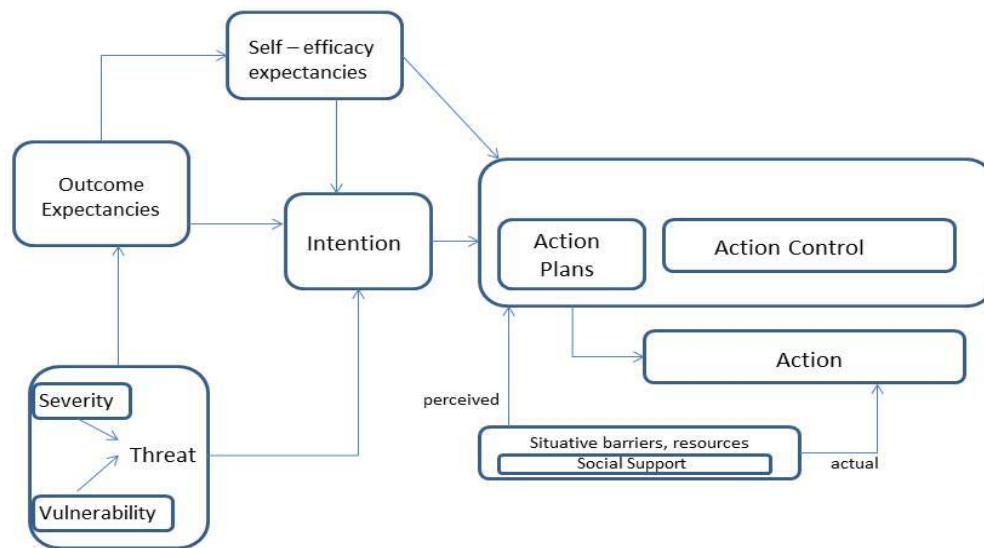 Self – efficacy
expectancies
Outcome
Expectancies
Intention
Action
Plans
Action Control
Action
Severity
Threat
Vulnerability
perceived
Situative barriers, resources
Social Support
actual